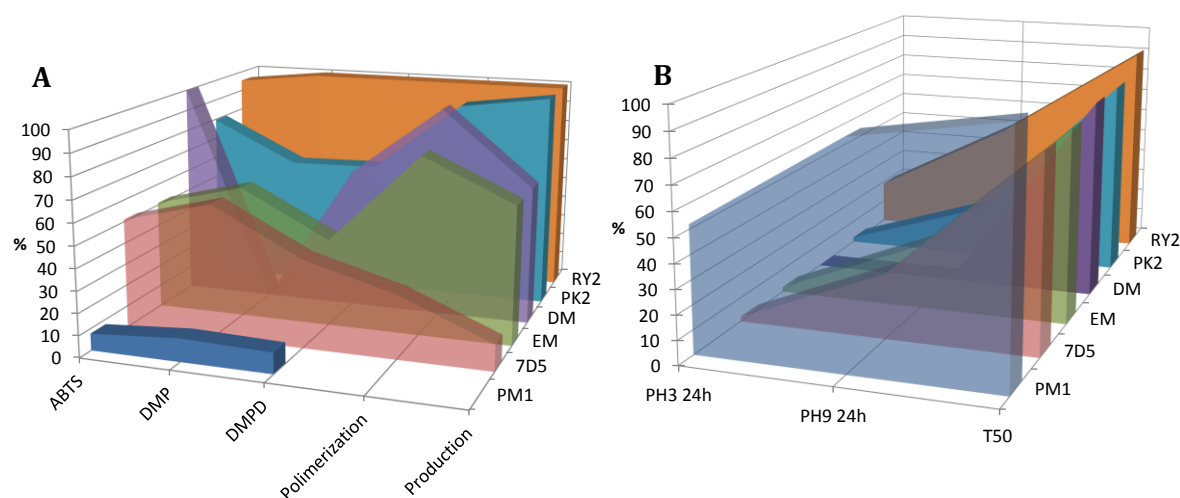 A
100
90
80
70
60
50
40
30
20
10
0
%
ABTS
DMP
DMPD
Polimerization
Production
PM1
7D5
EM
DM
PK2
RY2
B
100
90
80
70
60
50
40
30
20
10
0
%
PH3 24h
PH9 24h
T50
PM1
7D5
EM
DM
PK2
RY2